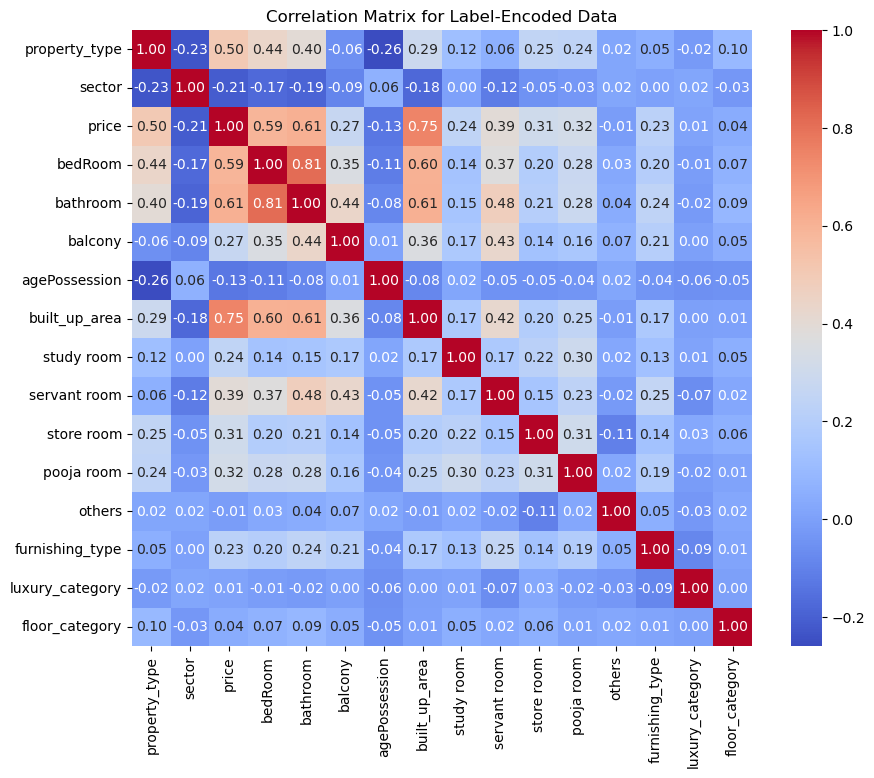 Correlation Matrix for Label-Encoded Data
property_type 1.00 -0.23 0.50 0.44 0.40 -0.06 -0.26 0.29 0.12 0.06 0.25 0.24 0.02 0.05 -0.02 0.10
sector -0.23 1.00 -0.21 -0.17 -0.19 -0.09 0.06 -0.18 0.00 -0.12 -0.05 -0.03 0.02 0.00 0.02 -0.03
price 0.50 -0.21 1.00 0.59 0.61 0.27 -0.13 0.75 0.24 0.39 0.31 0.32 -0.01 0.23 0.01 0.04
bedRoom 0.44 -0.17 0.59 1.00 0.81 0.35 -0.11 0.60 0.14 0.37 0.20 0.28 0.03 0.20 -0.01 0.07
bathroom 0.40 -0.19 0.61 0.81 1.00 0.44 -0.08 0.61 0.15 0.48 0.21 0.28 0.04 0.24 -0.02 0.09
balcony -0.06 -0.09 0.27 0.35 0.44 1.00 0.01 0.36 0.17 0.43 0.14 0.16 0.07 0.21 0.00 0.05
agePossession -0.26 0.06 -0.13 -0.11 -0.08 0.01 1.00 -0.08 0.02 -0.05 -0.05 -0.04 0.02 -0.04 -0.06 -0.05
built_up_area 0.29 -0.18 0.75 0.60 0.61 0.36 -0.08 1.00 0.17 0.42 0.20 0.25 -0.01 0.17 0.00 0.01
study room 0.12 0.00 0.24 0.14 0.15 0.17 0.02 0.17 1.00 0.17 0.22 0.30 0.02 0.13 0.01 0.05
servant room 0.06 -0.12 0.39 0.37 0.48 0.43 -0.05 0.42 0.17 1.00 0.15 0.23 -0.02 0.25 -0.07 0.02
store room 0.25 -0.05 0.31 0.20 0.21 0.14 -0.05 0.20 0.22 0.15 1.00 0.31 -0.11 0.14 0.03 0.06
pooja room 0.24 -0.03 0.32 0.28 0.28 0.16 -0.04 0.25 0.30 0.23 0.31 1.00 0.02 0.19 -0.02 0.01
others 0.02 0.02 -0.01 0.03 0.04 0.07 0.02 -0.01 0.02 -0.02 -0.11 0.02 1.00 0.05 -0.03 0.02
furnishing_type 0.05 0.00 0.23 0.20 0.24 0.21 -0.04 0.17 0.13 0.25 0.14 0.19 0.05 1.00 -0.09 0.01
luxury_category -0.02 0.02 0.01 -0.01 -0.02 0.00 -0.06 0.00 0.01 -0.07 0.03 -0.02 -0.03 -0.09 1.00 0.00
floor_category 0.10 -0.03 0.04 0.07 0.09 0.05 -0.05 0.01 0.05 0.02 0.06 0.01 0.02 0.01 0.00 1.00
property_type
sector
price
bedRoom
bathroom
balcony
agePossession
built_up_area
study room
servant room
store room
pooja room
others
furnishing_type
luxury_category
floor_category
1.0
0.8
0.6
0.4
0.2
0.0
−0.2